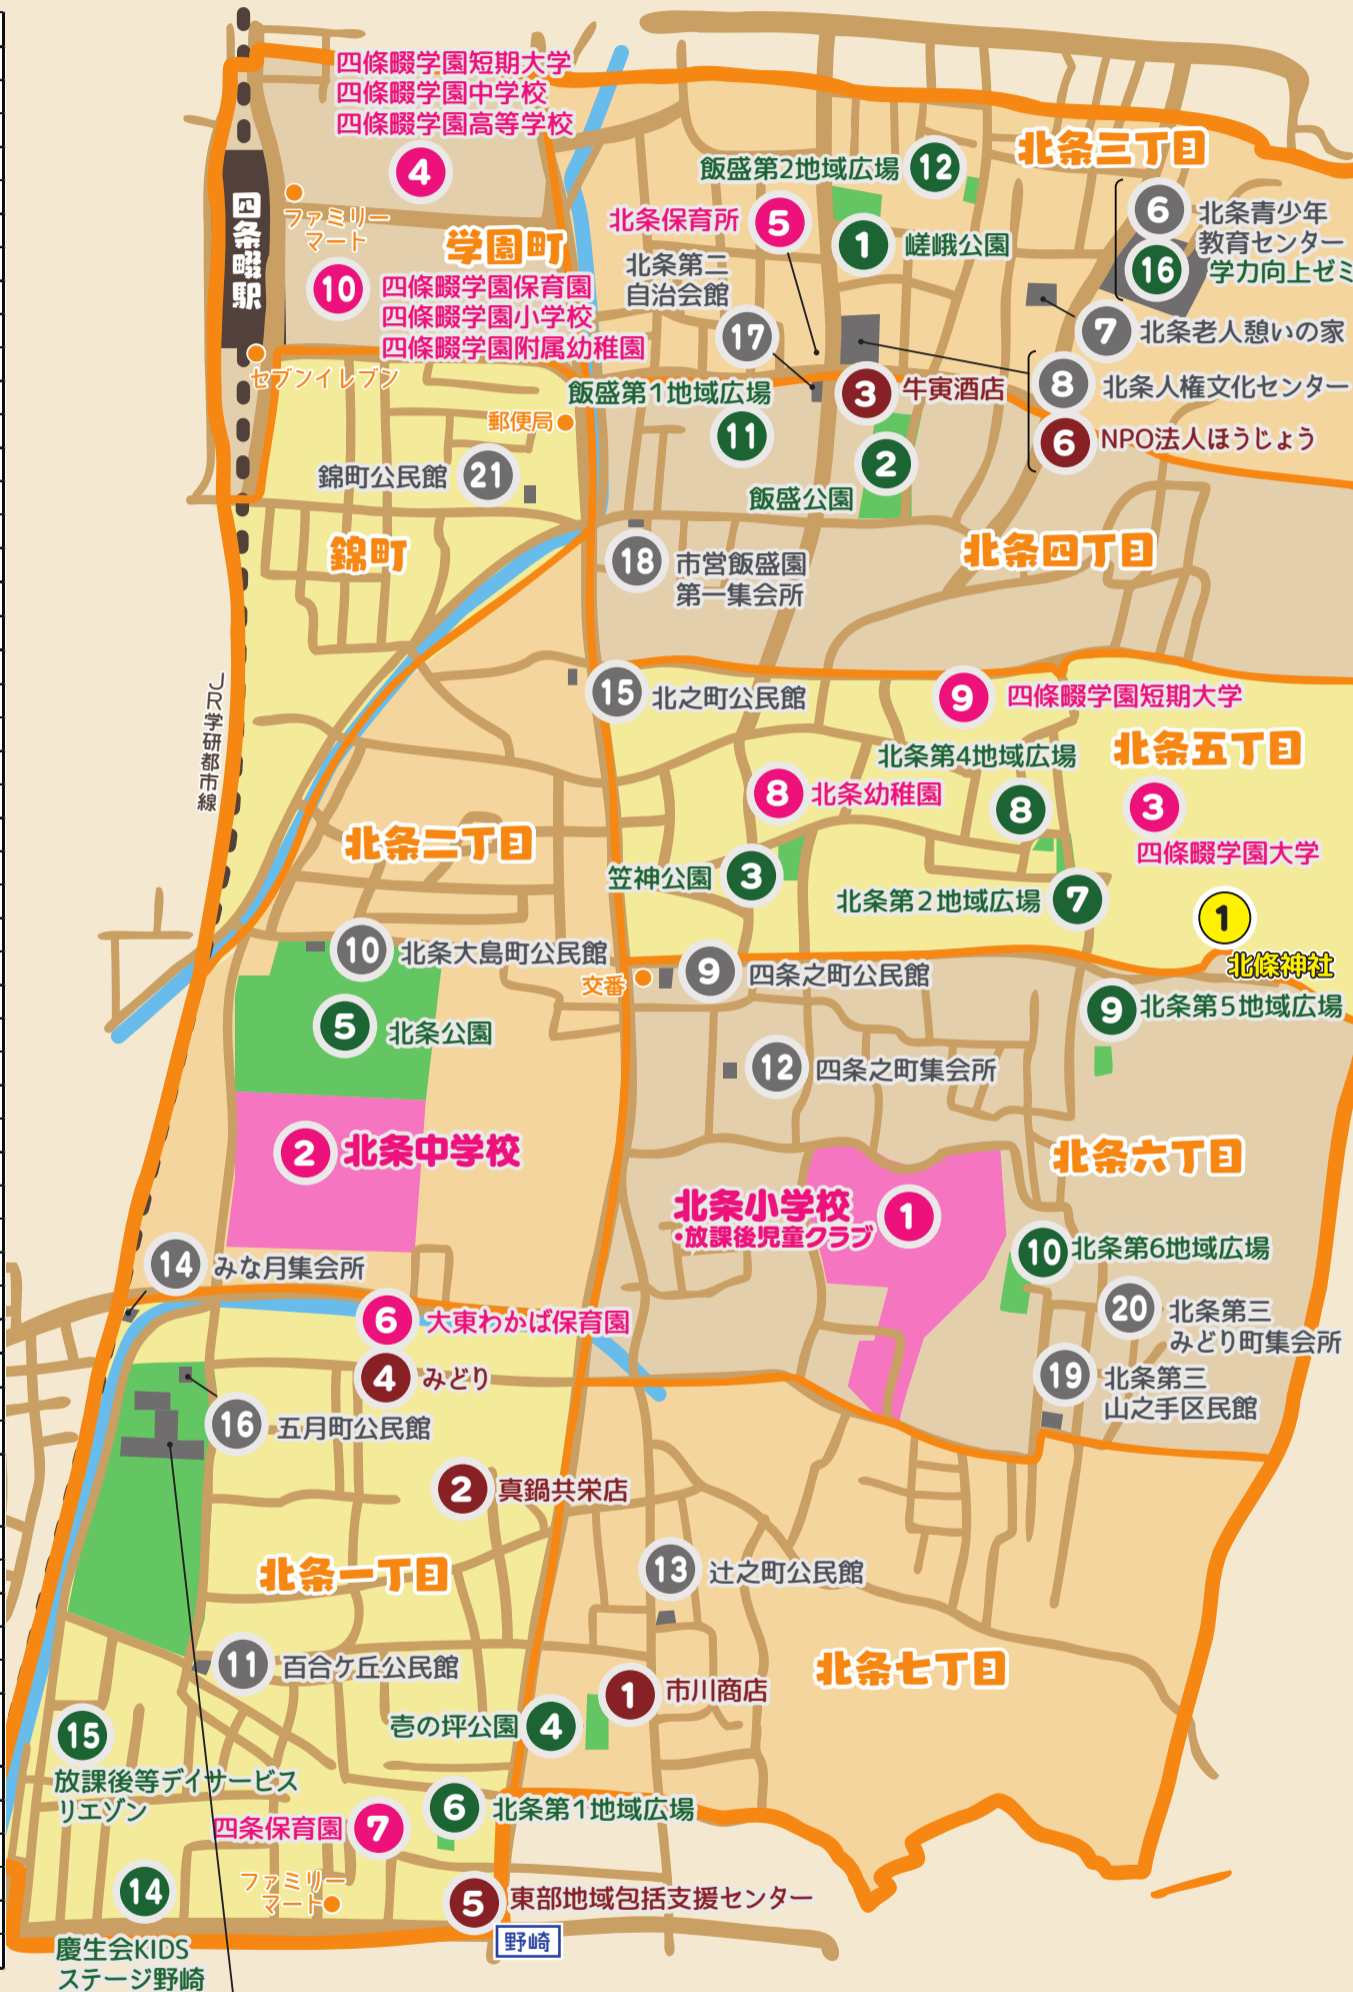 四條畷学園短期大学
四條畷学園中学校
四條畷学園高等学校
4
四条畷駅
ファミリー
マート
学園町
10
四條畷学園保育園
四條畷学園小学校
四條畷学園附属幼稚園
セブンイレブン
北条三丁目
飯盛第2地域広場
12
北条保育所
5
1
嵯峨公園
北条第二
自治会館
17
6
北条青少年
教育センター
16
学力向上ゼミ
7
北条老人憩いの家
8
北条人権文化センター
6
NPO法人ほうじょう
飯盛第1地域広場
11
3
牛寅酒店
2
飯盛公園
郵便局
錦町公民館
21
錦町
18
市営飯盛園
第一集会所
北条四丁目
JR学研都市線
15
北之町公民館
9
四條畷学園短期大学
北条第4地域広場
8
北条五丁目
8
北条幼稚園
3
四條畷学園大学
北条二丁目
笠神公園
3
北条第2地域広場
7
1
北條神社
10
北条大島町公民館
交番
9
四条之町公民館
5
北条公園
9
北条第5地域広場
12
四条之町集会所
2
北条中学校
北条六丁目
北条小学校
・放課後児童クラブ
1
10
北条第6地域広場
14
みな月集会所
20
北条第三
みどり町集会所
6
大東わかば保育園
4
みどり
19
北条第三
山之手区民館
16
五月町公民館
2
真鍋共栄店
北条一丁目
13
辻之町公民館
北条七丁目
11
百合ケ丘公民館
1
市川商店
壱の坪公園
4
15
放課後等デイサービス
リエゾン
6
北条第1地域広場
四条保育園
7
14
慶生会KIDS
ステージ野崎
ファミリー
マート
5
東部地域包括支援センター
野崎